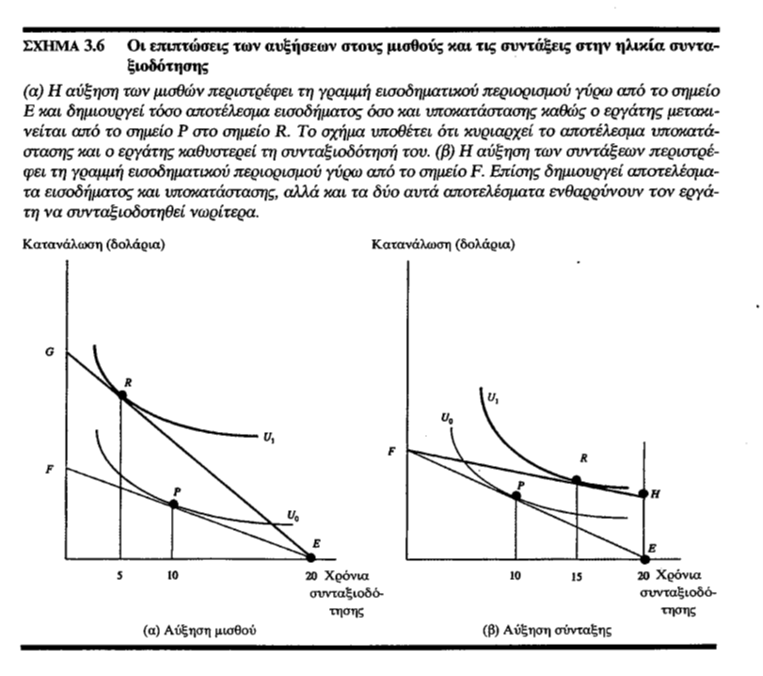 ΣΧΗΜΑ 3.6 Οι επιπτώσεις των αυξήσεων στους μισθούς και τις συντάξεις στην ηλικία συντα-
ξιοδότησης
(α) Η αύξηση των μισθών περιστρέφει τη γραμμή εισοδηματικού περιορισμού γύρω από το σημείο
Ε και δημιουργεί τόσο αποτέλεσμα εισοδήματος όσο και υποκατάστασης καθώς ο εργάτης μετακι-
νείται από το σημείο P στο σημείο R. Το σχήμα υποθέτει ότι κυριαρχεί το αποτέλεσμα υποκατά-
στασης και ο εργάτης καθυστερεί τη συνταξιοδότησή του. (β) Η αύξηση των συντάξεων περιστρέ-
φει τη γραμμή εισοδηματικού περιορισμού γύρω από το σημείο F. Επίσης δημιουργεί αποτελέσμα-
τα εισοδήματος και υποκατάστασης, αλλά και τα δύο αυτά αποτελέσματα ενθαρρύνουν τον εργά-
τη να συνταξιοδοτηθεί νωρίτερα.
Κατανάλωση (δολάρια)
G
R
U₁
F
P
U₀
E
5 10 20 Χρόνια
συνταξιοδό-
τησης
(α) Αύξηση μισθού
Κατανάλωση (δολάρια)
U₁
U₀
F
R
P
H
E
10 15 20 Χρόνια
συνταξιοδό-
τησης
(β) Αύξηση σύνταξης